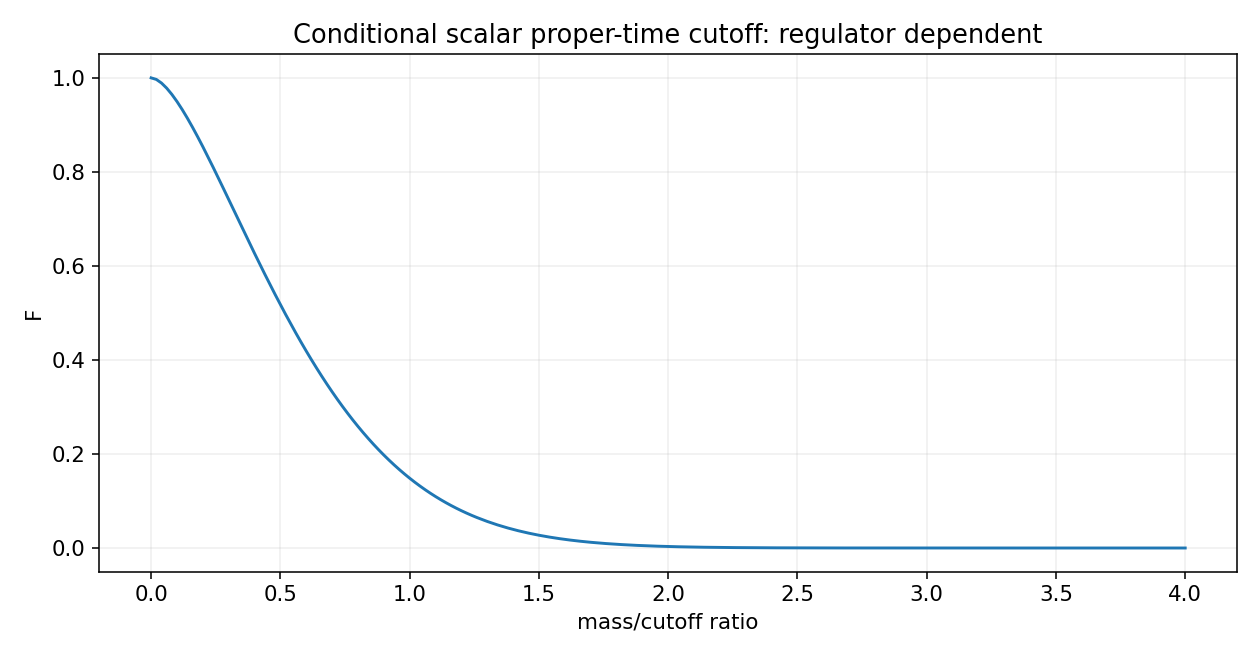 Conditional scalar proper-time cutoff: regulator dependent
1.0
0.8
0.6
0.4
0.2
0.0
F
0.0 0.5 1.0 1.5 2.0 2.5 3.0 3.5 4.0
mass/cutoff ratio